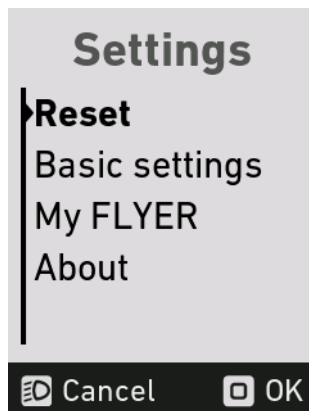 Settings
Reset
Basic settings
My FLYER
About
Cancel OK